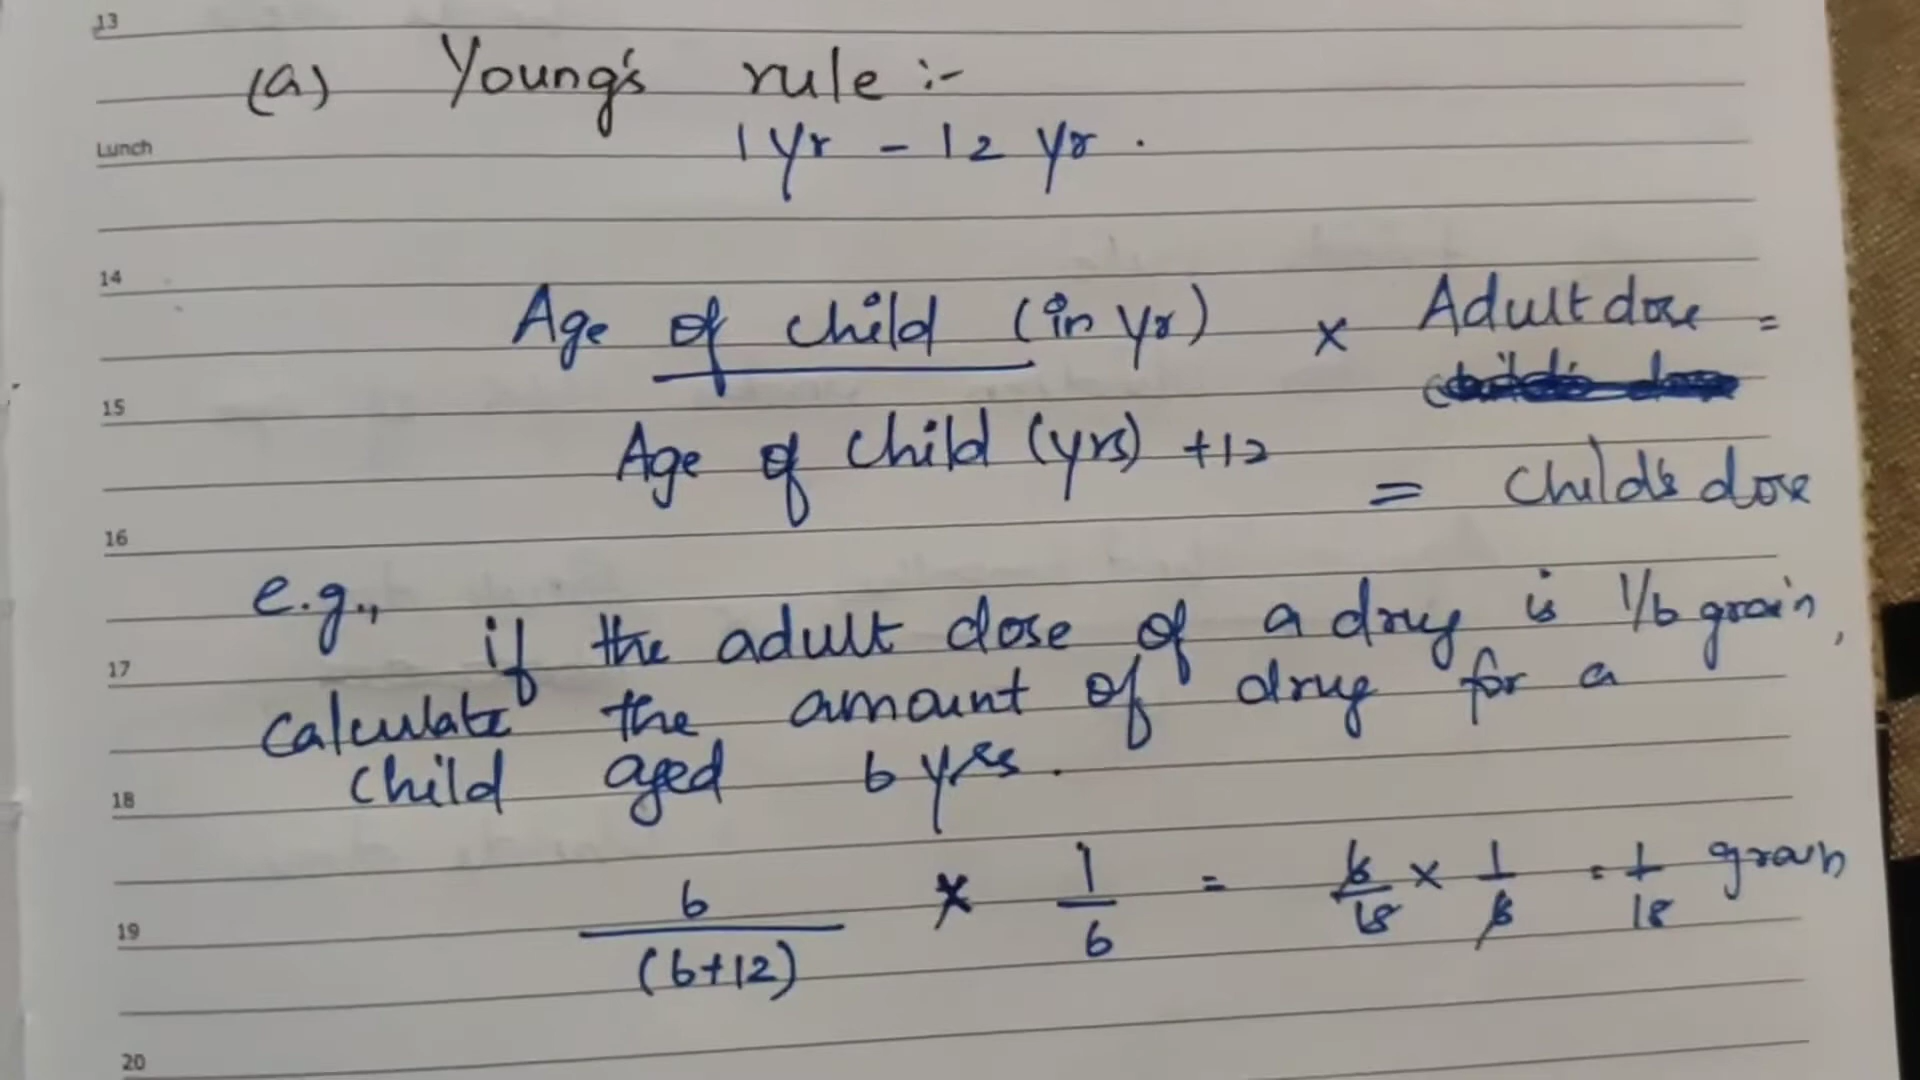 13
(a) Young's rule :-
Lunch
1 yr - 12 yr.
14
Age of child (in yr) × Adult dose =
15
Age of child (yrs) +12
= child's dose
16
e.g.,
if the adult dose of a drug is 1/6 grain,
17
calculate the amount of drug for a
child aged 6 yrs.
18
6 / (6+12) × 1/6 = 6/18 × 1/6 = 1/18 grain
19
20